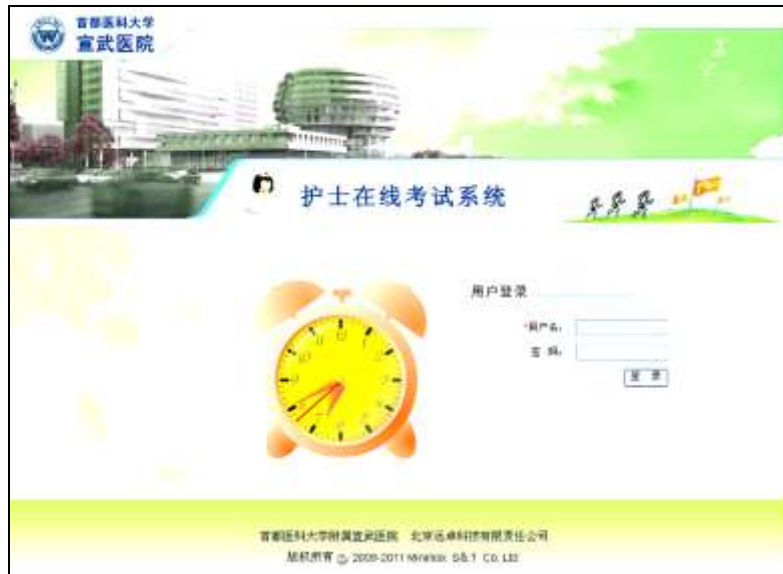 首都医科大学
宣武医院
护士在线考试系统
用户登录
*用户名:
密 码:
登 录
首都医科大学附属宣武医院 北京远卓科技有限责任公司
版权所有 2008-2011 S&T Co. LTD